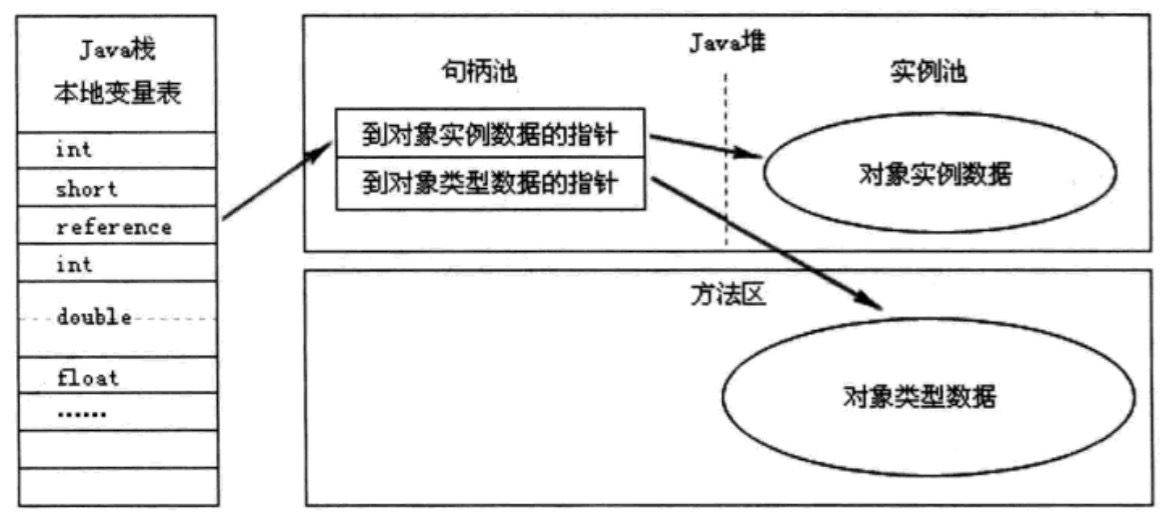 Java栈
本地变量表
int
short
reference
int
double
float
……
Java堆
句柄池
实例池
到对象实例数据的指针
到对象类型数据的指针
对象实例数据
方法区
对象类型数据